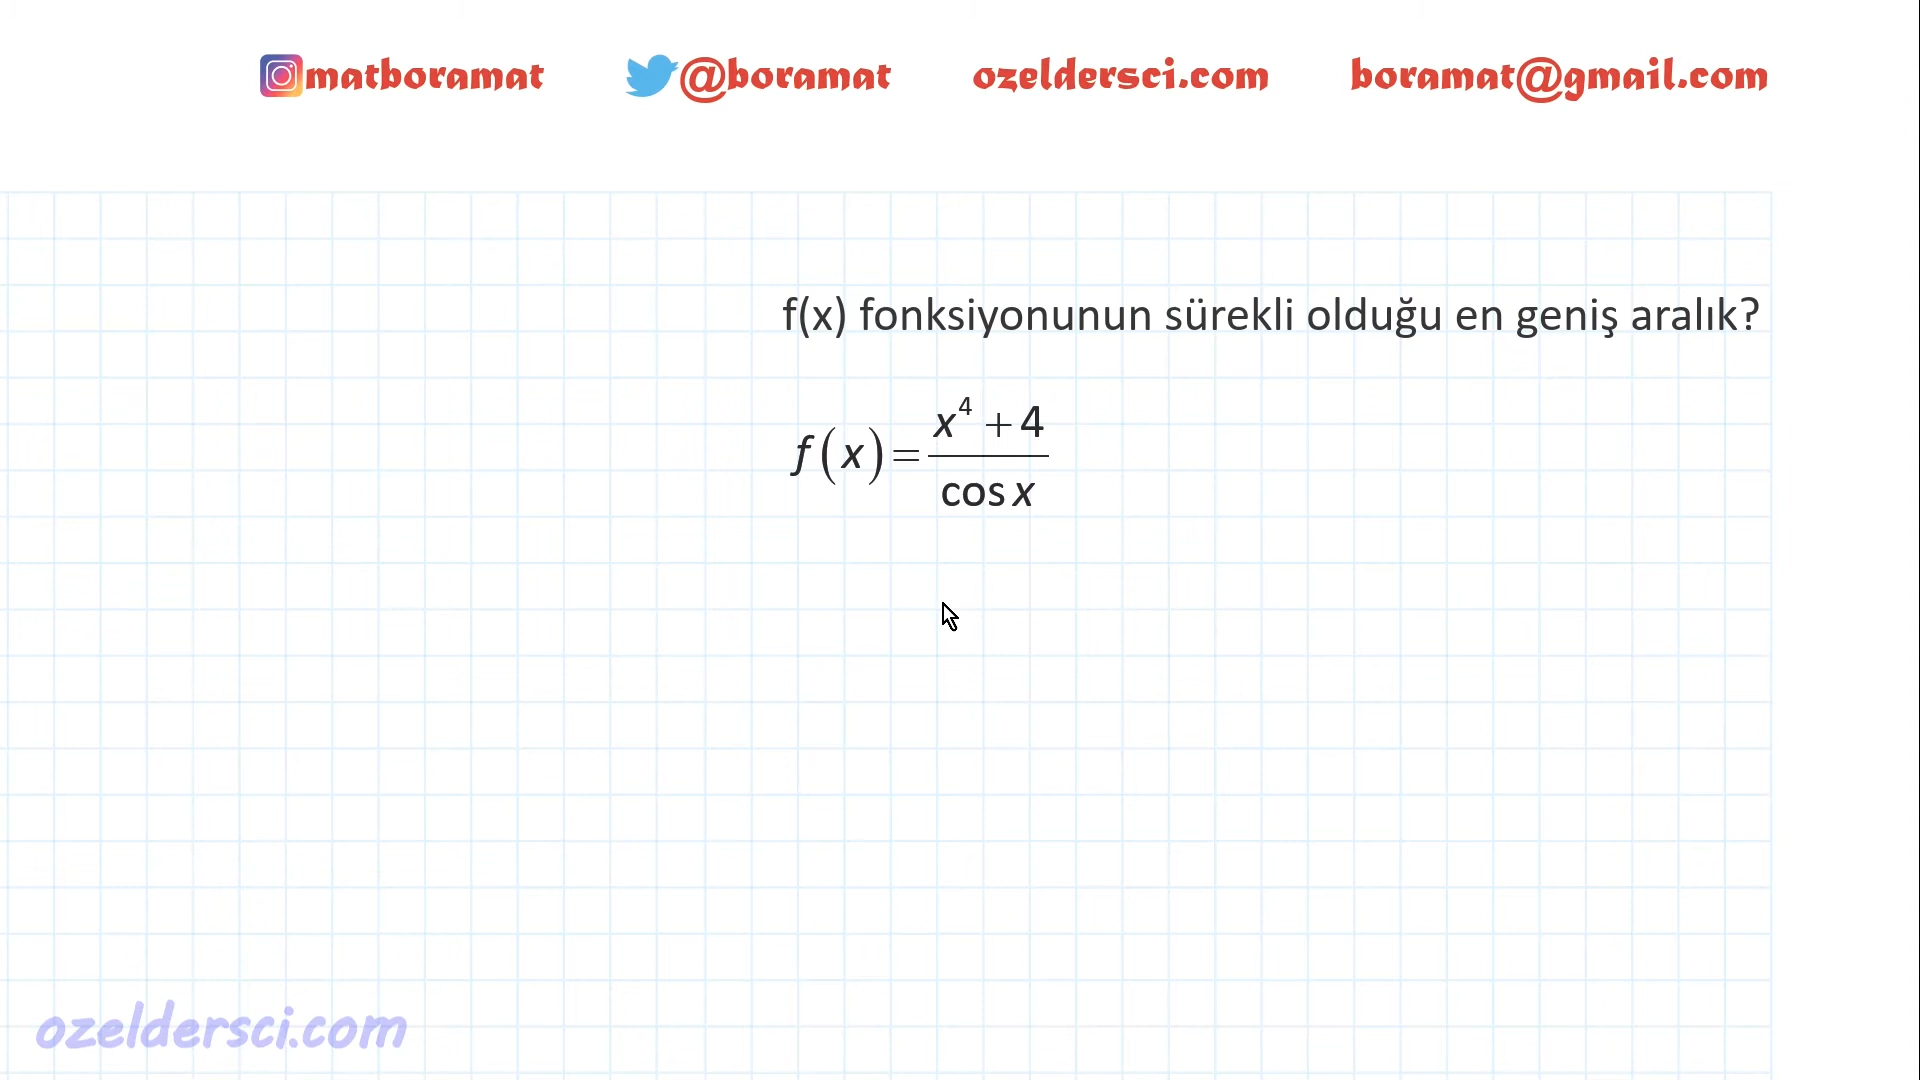 matboramat @boramat ozeldersci.com boramat@gmail.com
f(x) fonksiyonunun sürekli olduğu en geniş aralık?
f(x)=(x^4+4)/(cos x)
ozeldersci.com